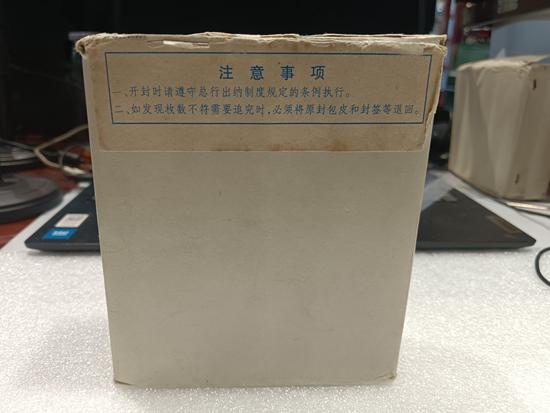 注意事项
一、开封时请遵守总行出纳制度规定的条例执行。
二、如发现枚数不符需要追究时，必须将原封包皮和封签等退回。